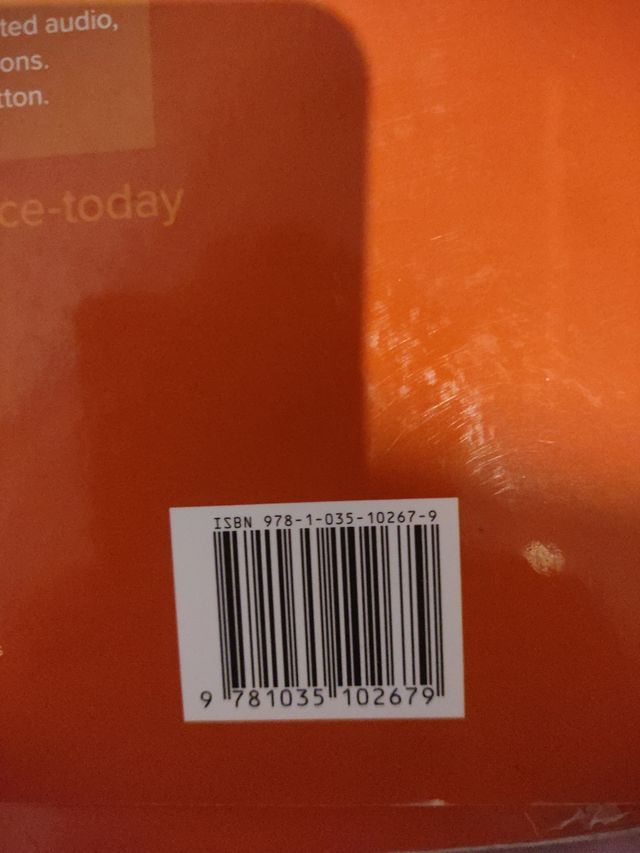 ted audio,
ons.
tton.
ce-today
s
ISBN 978-1-035-10267-9
9 781035 102679